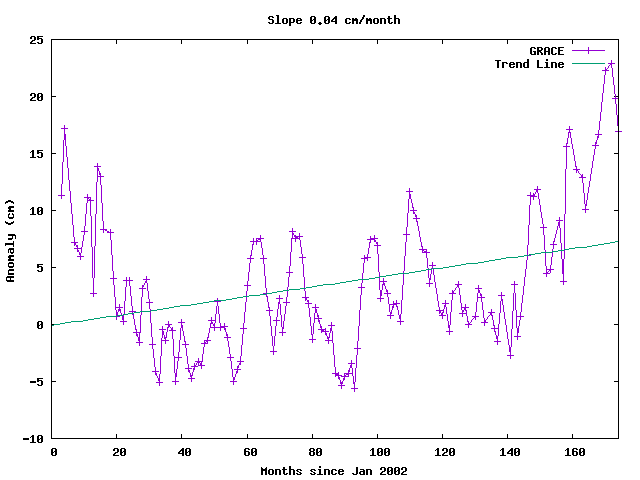 Slope 0.04 cm/month
25
20
15
10
5
0
-5
-10
Anomaly (cm)
GRACE
Trend Line
0 20 40 60 80 100 120 140 160
Months since Jan 2002